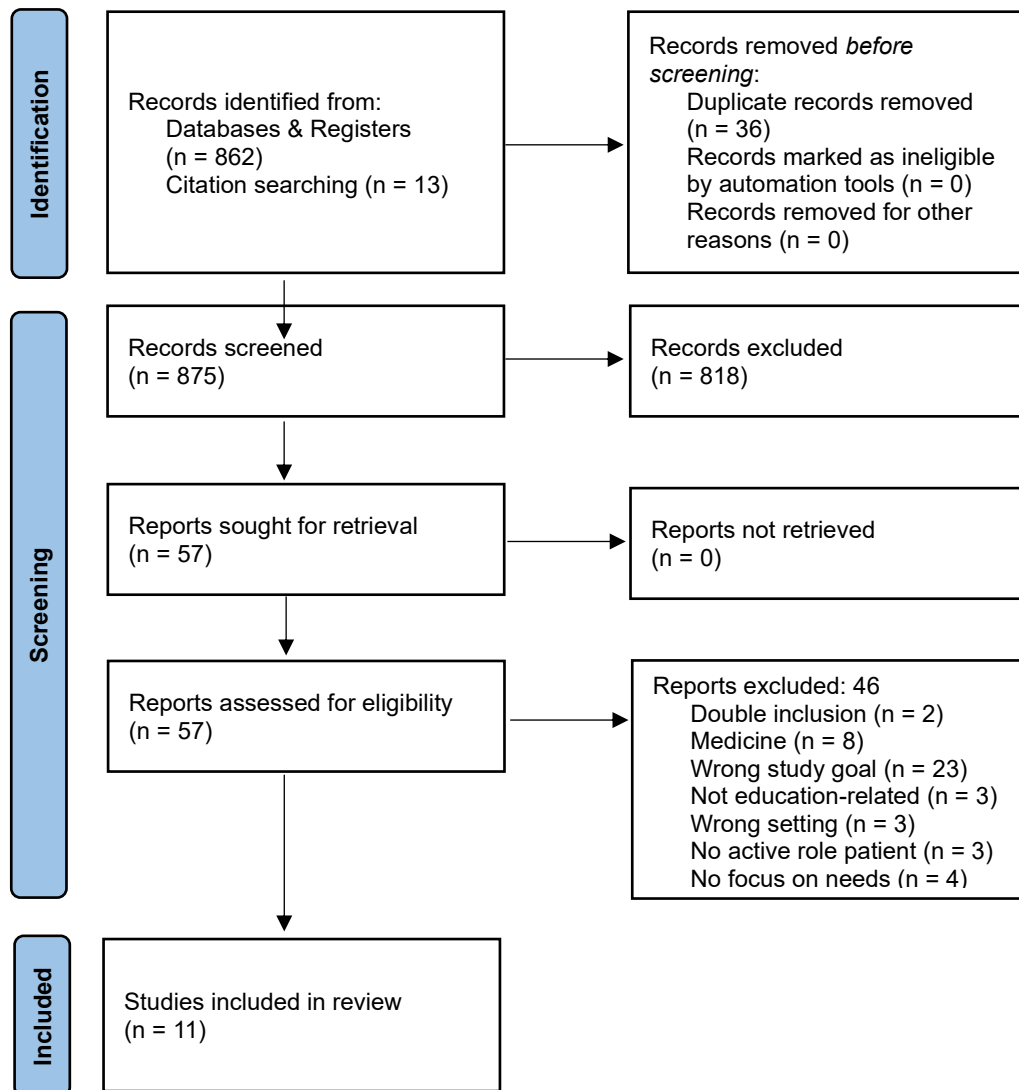 Identification
Records identified from:
Databases & Registers
(n = 862)
Citation searching (n = 13)
Records removed before
screening:
Duplicate records removed
(n = 36)
Records marked as ineligible
by automation tools (n = 0)
Records removed for other
reasons (n = 0)
Screening
Records screened
(n = 875)
Records excluded
(n = 818)
Reports sought for retrieval
(n = 57)
Reports not retrieved
(n = 0)
Reports assessed for eligibility
(n = 57)
Reports excluded: 46
Double inclusion (n = 2)
Medicine (n = 8)
Wrong study goal (n = 23)
Not education-related (n = 3)
Wrong setting (n = 3)
No active role patient (n = 3)
No focus on needs (n = 4)
Included
Studies included in review
(n = 11)